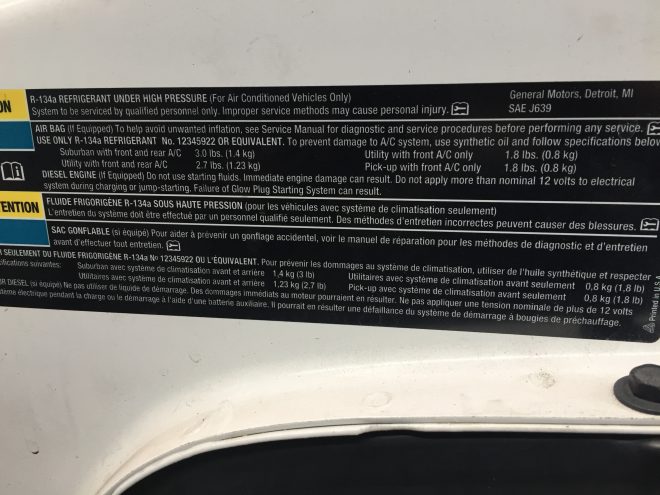 ON
R-134a REFRIGERANT UNDER HIGH PRESSURE (For Air Conditioned Vehicles Only)
General Motors, Detroit, MI
System to be serviced by qualified personnel only. Improper service methods may cause personal injury.
SAE J639
AIR BAG (If Equipped) To help avoid unwanted inflation, see Service Manual for diagnostic and service procedures before performing any service.
USE ONLY R-134a REFRIGERANT No. 12345922 OR EQUIVALENT. To prevent damage to A/C system, use synthetic oil and follow specifications below
Suburban with front and rear A/C 3.0 lbs. (1.4 kg) Utility with front A/C only 1.8 lbs. (0.8 kg)
Utility with front and rear A/C 2.7 lbs. (1.23 kg) Pick-up with front A/C only 1.8 lbs. (0.8 kg)
DIESEL ENGINE (If Equipped) Do not use starting fluids. Immediate engine damage can result. Do not apply more than nominal 12 volts to electrical
system during charging or jump-starting. Failure of Glow Plug Starting System can result.
TENTION
FLUIDE FRIGORIGÈNE R-134a SOUS HAUTE PRESSION (pour les véhicules avec système de climatisation seulement)
L'entretien du système doit être effectué par un personnel qualifié seulement. Des méthodes d'entretien incorrectes peuvent causer des blessures.
SAC GONFLABLE (si équipé) Pour aider à prévenir un gonflage accidentel, voir le manuel de réparation pour les méthodes de diagnostic et d'entretien
avant d'effectuer tout entretien.
R SEULEMENT DU FLUIDE FRIGORIGÈNE R-134a No 12345922 OU L'ÉQUIVALENT. Pour prévenir les dommages au système de climatisation, utiliser de l'huile synthétique et respecter
cifications suivantes: Suburban avec système de climatisation avant et arrière 1,4 kg (3 lb) Utilitaires avec système de climatisation avant seulement 0,8 kg (1,8 lb)
Utilitaires avec système de climatisation avant et arrière 1,23 kg (2,7 lb) Pick-up avec système de climatisation avant seulement 0,8 kg (1,8 lb)
R DIESEL (si équipé) Ne pas utiliser de liquide de démarrage. Des dommages immédiats au moteur pourraient en résulter. Ne pas appliquer une tension nominale de plus de 12 volts
stème électrique pendant la charge ou le démarrage à l'aide d'une batterie auxiliaire. Il pourrait en résulter une défaillance du système de démarrage à bougies de préchauffage.
Printed in U.S.A.